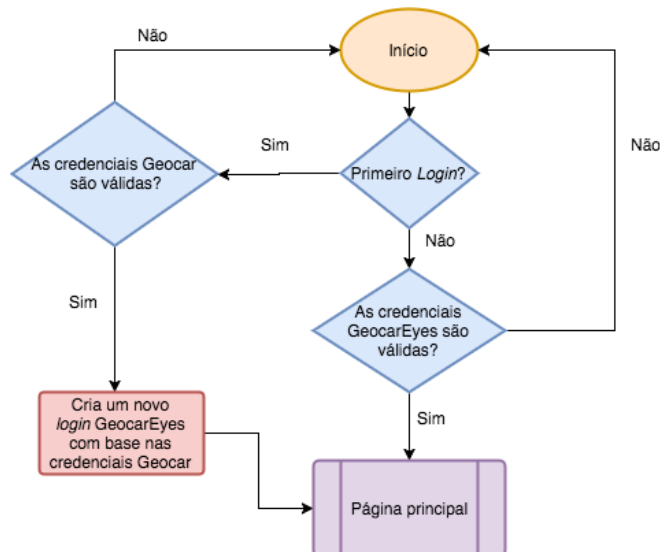 Não
Início
As credenciais Geocar
são válidas?
Sim
Primeiro Login?
Não
Não
Sim
As credenciais
GeocarEyes são
válidas?
Cria um novo
login GeocarEyes
com base nas
credenciais Geocar
Sim
Página principal